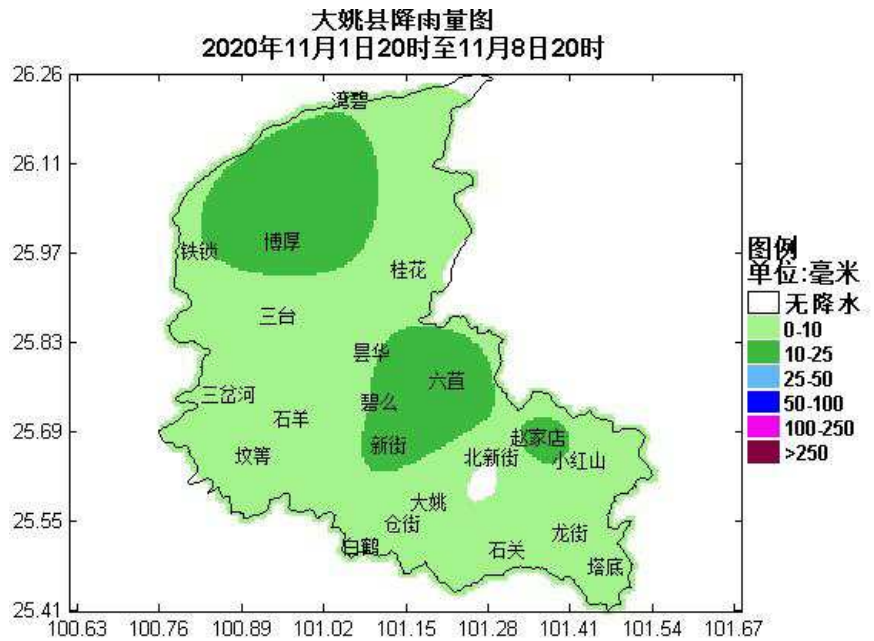 大姚县降雨量图
2020年11月1日20时至11月8日20时
26.26
26.11
25.97
25.83
25.69
25.55
25.41
100.63 100.76 100.89 101.02 101.15 101.28 101.41 101.54 101.67
湾碧
铁锁
博厚
桂花
三台
昙华
六苴
三岔河
碧么
石羊
赵家店
新街
坟箐
北新街
小红山
大姚
仓街
龙街
白鹤
石关
塔底
图例
单位:毫米
无降水
0-10
10-25
25-50
50-100
100-250
>250